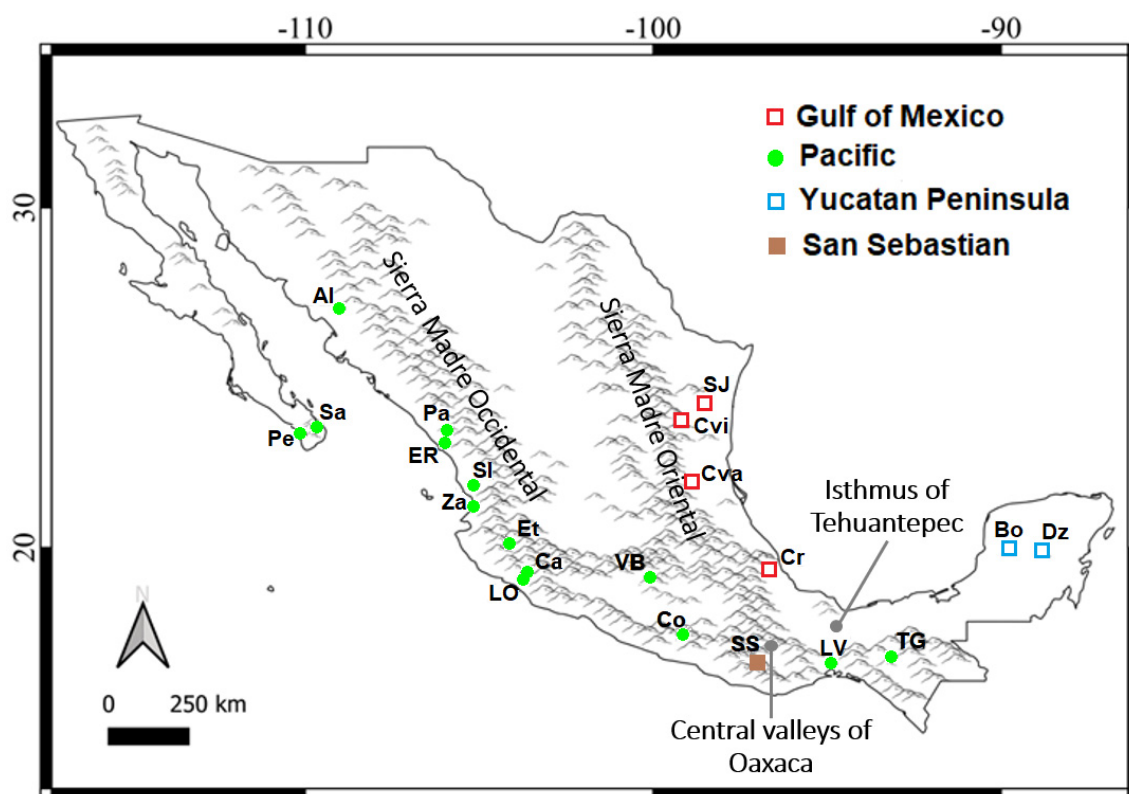 -110 -100 -90
Gulf of Mexico
Pacific
30
Yucatan Peninsula
San Sebastian
Sierra Madre Occidental
Sierra Madre Oriental
Al
SJ
Sa
Pa
Pe
Cvi
ER
SI
Cva
Za
Isthmus of
Tehuantepec
20
Et
Bo
Dz
Ca
VB
Cr
LO
N
Co
SS
LV
TG
0 250 km
Central valleys of
Oaxaca